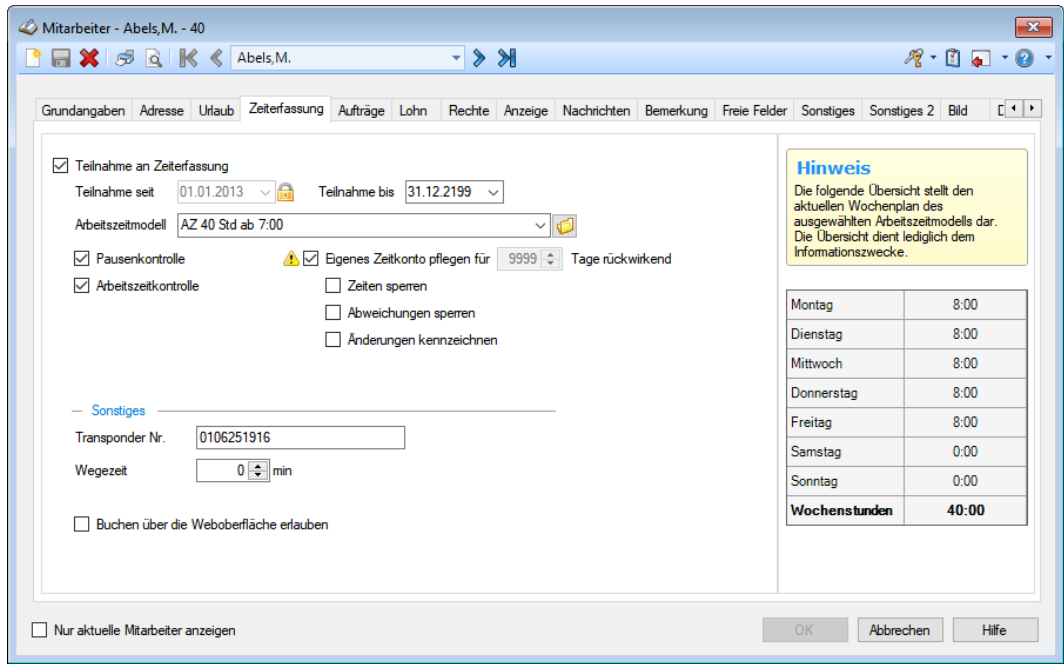 Mitarbeiter - Abels,M. - 40
Abels,M.
Grundangaben Adresse Urlaub Zeiterfassung Aufträge Lohn Rechte Anzeige Nachrichten Bemerkung Freie Felder Sonstiges Sonstiges 2 Bild
Teilnahme an Zeiterfassung
Teilnahme seit 01.01.2013 Teilnahme bis 31.12.2199
Arbeitszeitmodell AZ 40 Std ab 7:00
Pausenkontrolle Eigenes Zeitkonto pflegen für 9999 Tage rückwirkend
Arbeitszeitkontrolle Zeiten sperren
Abweichungen sperren
Änderungen kennzeichnen
Sonstiges
Transponder Nr. 0106251916
Wegezeit 0 min
Buchen über die Weboberfläche erlauben
Hinweis
Die folgende Übersicht stellt den
aktuellen Wochenplan des
ausgewählten Arbeitszeitmodells dar.
Die Übersicht dient lediglich dem
Informationszwecke.
Montag 8:00
Dienstag 8:00
Mittwoch 8:00
Donnerstag 8:00
Freitag 8:00
Samstag 0:00
Sonntag 0:00
Wochenstunden 40:00
Nur aktuelle Mitarbeiter anzeigen
OK Abbrechen Hilfe